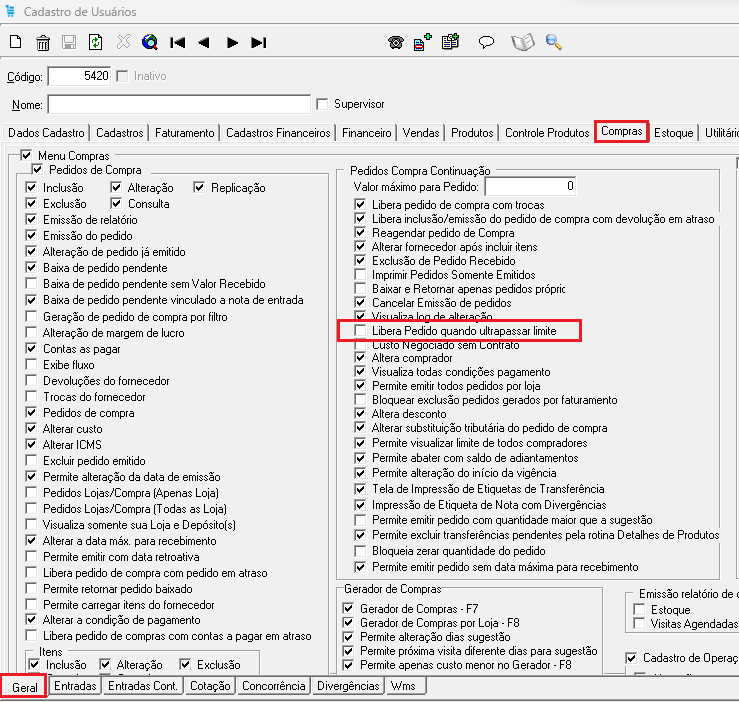 Cadastro de Usuários
Código: 5420 Inativo
Nome: Supervisor
Dados Cadastro Cadastros Faturamento Cadastros Financeiros Financeiro Vendas Produtos Controle Produtos Compras Estoque Utilitári
Menu Compras
Pedidos de Compra
Inclusão Alteração Replicação
Exclusão Consulta
Emissão de relatório
Emissão do pedido
Alteração de pedido já emitido
Baixa de pedido pendente
Baixa de pedido pendente sem Valor Recebido
Baixa de pedido pendente vinculado a nota de entrada
Geração de pedido de compra por filtro
Alteração de margem de lucro
Contas as pagar
Exibe fluxo
Devoluções do fornecedor
Trocas do fornecedor
Pedidos de compra
Alterar custo
Alterar ICMS
Excluir pedido emitido
Permite alteração da data de emissão
Pedidos Lojas/Compra (Apenas Loja)
Pedidos Lojas/Compra (Todas as Loja)
Visualiza somente sua Loja e Depósito(s)
Alterar a data máx. para recebimento
Permite emitir com data retroativa
Libera pedido de compra com pedido em atraso
Permite retornar pedido baixado
Permite carregar itens do fornecedor
Alterar a condição de pagamento
Libera pedido de compras com contas a pagar em atraso
Itens
Inclusão Alteração Exclusão
Pedidos Compra Continuação
Valor máximo para Pedido: 0
Libera pedido de compra com trocas
Libera inclusão/emissão do pedido de compra com devolução em atraso
Reagendar pedido de Compra
Alterar fornecedor após incluir itens
Exclusão de Pedido Recebido
Imprimir Pedidos Somente Emitidos
Baixar e Retornar apenas pedidos própric
Cancelar Emissão de pedidos
Visualiza log de alteração
Libera Pedido quando ultrapassar limite
Custo Negociado sem Contrato
Altera comprador
Visualiza todas condições pagamento
Permite emitir todos pedidos por loja
Bloquear exclusão pedidos gerados por faturamento
Altera desconto
Alterar substituição tributária do pedido de compra
Permite visualizar limite de todos compradores
Permite abater com saldo de adiantamentos
Permite alteração do início da vigência
Tela de Impressão de Etiquetas de Transferência
Impressão de Etiqueta de Nota com Divergências
Permite emitir pedido com quantidade maior que a sugestão
Permite excluir transferências pendentes pela rotina Detalhes de Produtos
Bloqueia zerar quantidade do pedido
Permite emitir pedido sem data máxima para recebimento
Gerador de Compras
Gerador de Compras - F7
Gerador de Compras por Loja - F8
Permite alteração dias sugestão
Permite próxima visita diferente dias para sugestão
Permite apenas custo menor no Gerador - F8
Emissão relatório de c
Estoque
Visitas Agendadas
Cadastro de Operaç
Geral Entradas Entradas Cont. Cotação Concorrência Divergências Wms